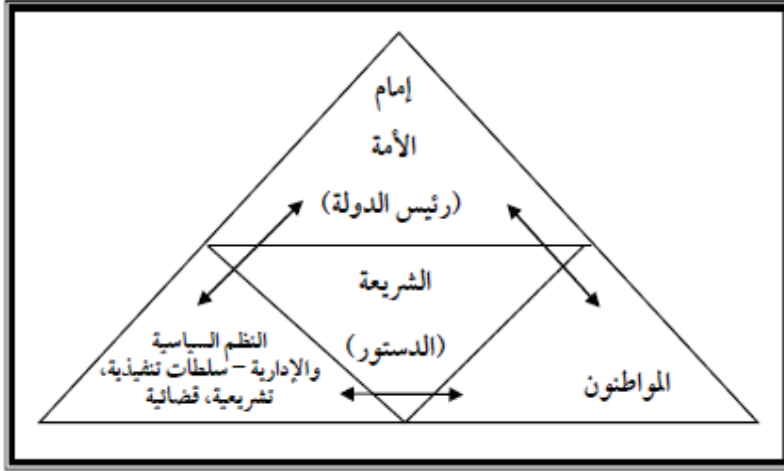 إمام
الأمة
(رئيس الدولة)
الشريعة
(الدستور)
النظم السياسية
والإدارية – سلطات تنفيذية،
تشريعية، قضائية
المواطنون